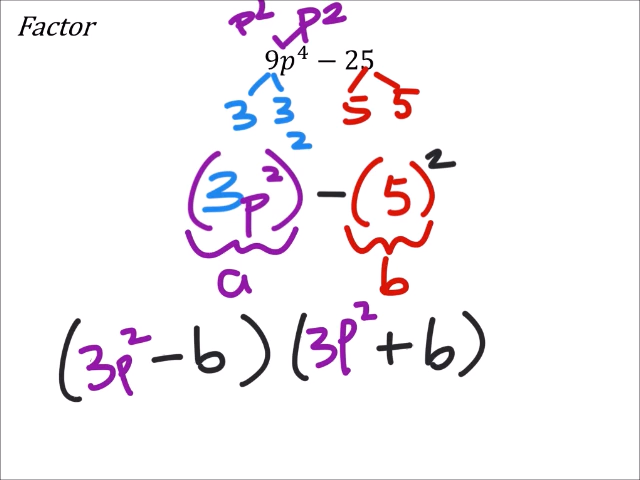 Factor
p² p²
9p⁴ − 25
3 3 5 5
(3p²)² − (5)²
a b
(3p² − b)(3p² + b)